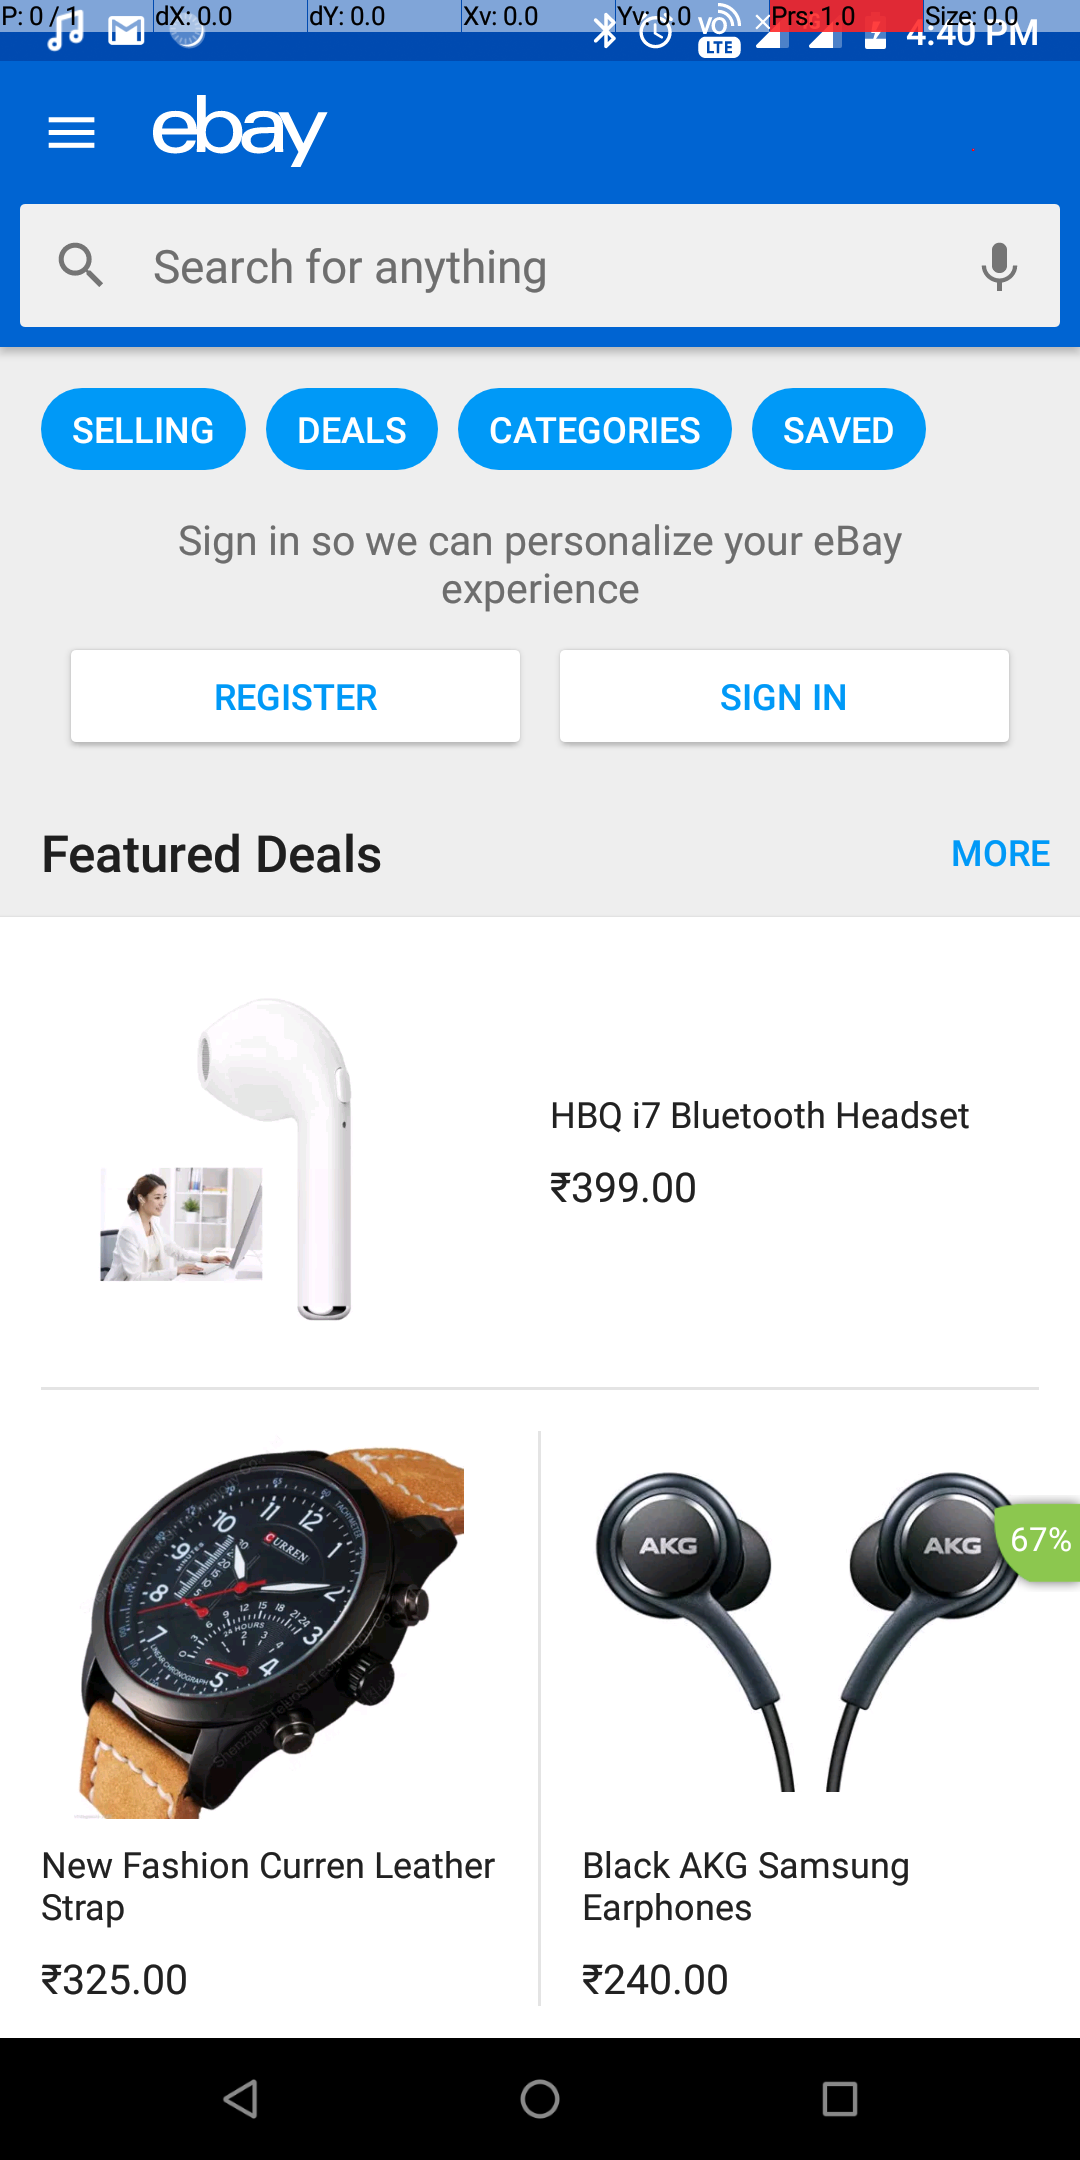 P: 0 / 1 dX: 0.0 dY: 0.0 Xv: 0.0 Yv: 0.0 Prs: 1.0 Size: 0.0
VO LTE 4:40 PM
ebay
Search for anything
SELLING DEALS CATEGORIES SAVED
Sign in so we can personalize your eBay
experience
REGISTER SIGN IN
Featured Deals MORE
HBQ i7 Bluetooth Headset
₹399.00
CURREN
AKG AKG
67%
New Fashion Curren Leather
Strap
₹325.00
Black AKG Samsung
Earphones
₹240.00